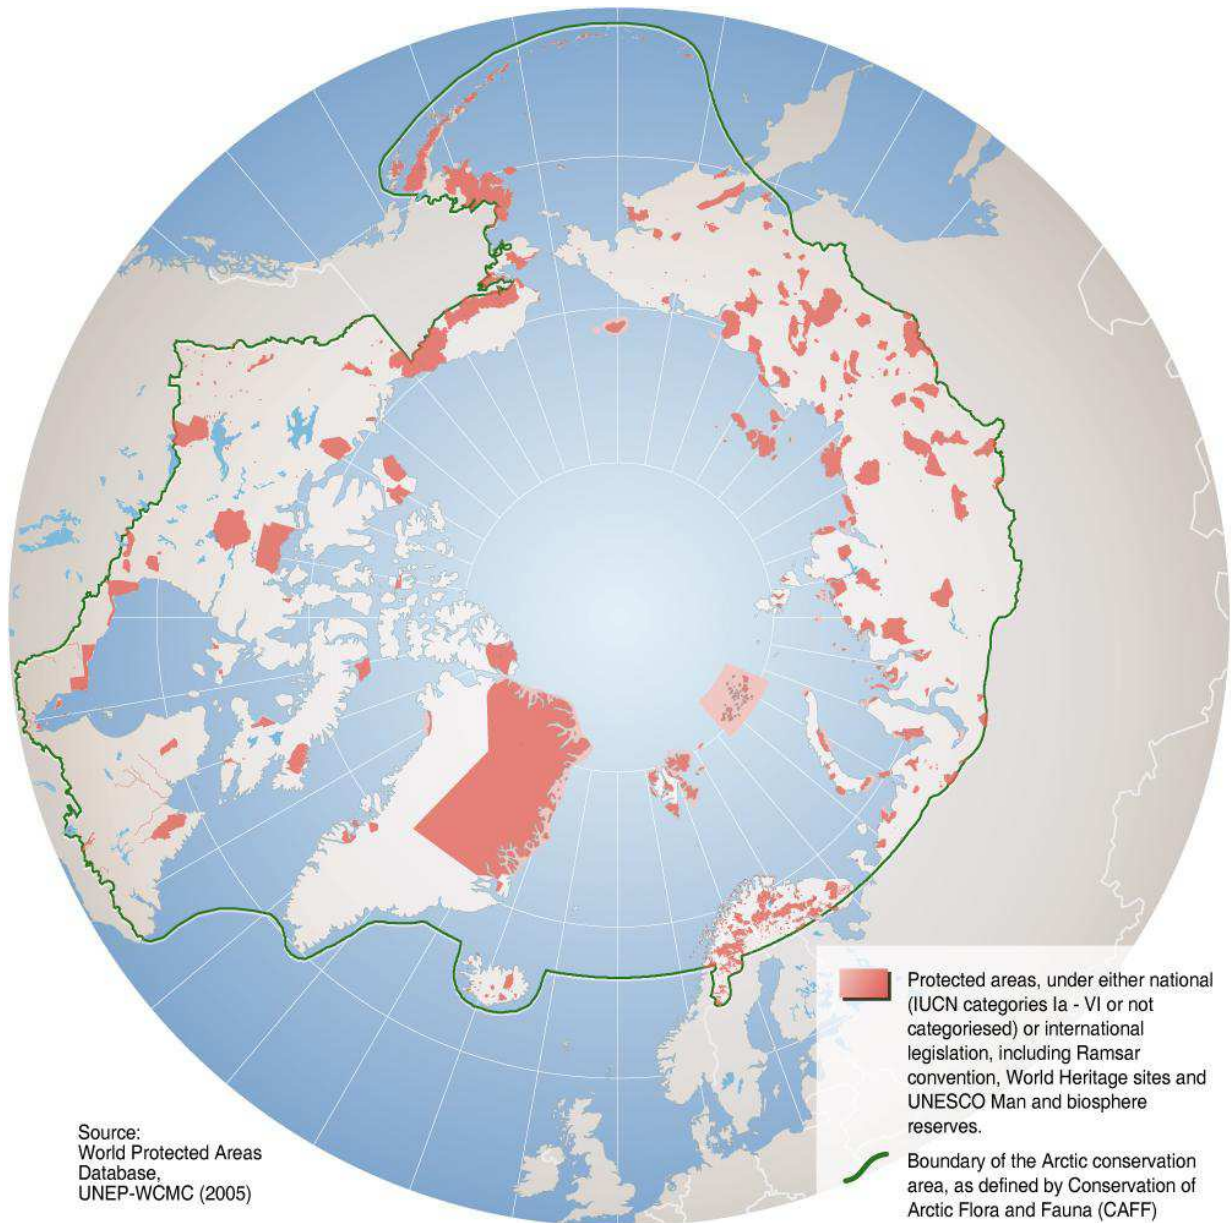 Protected areas, under either national
(IUCN categories Ia - VI or not
categoriesed) or international
legislation, including Ramsar
convention, World Heritage sites and
UNESCO Man and biosphere
reserves.
Boundary of the Arctic conservation
area, as defined by Conservation of
Arctic Flora and Fauna (CAFF)
Source:
World Protected Areas
Database,
UNEP-WCMC (2005)